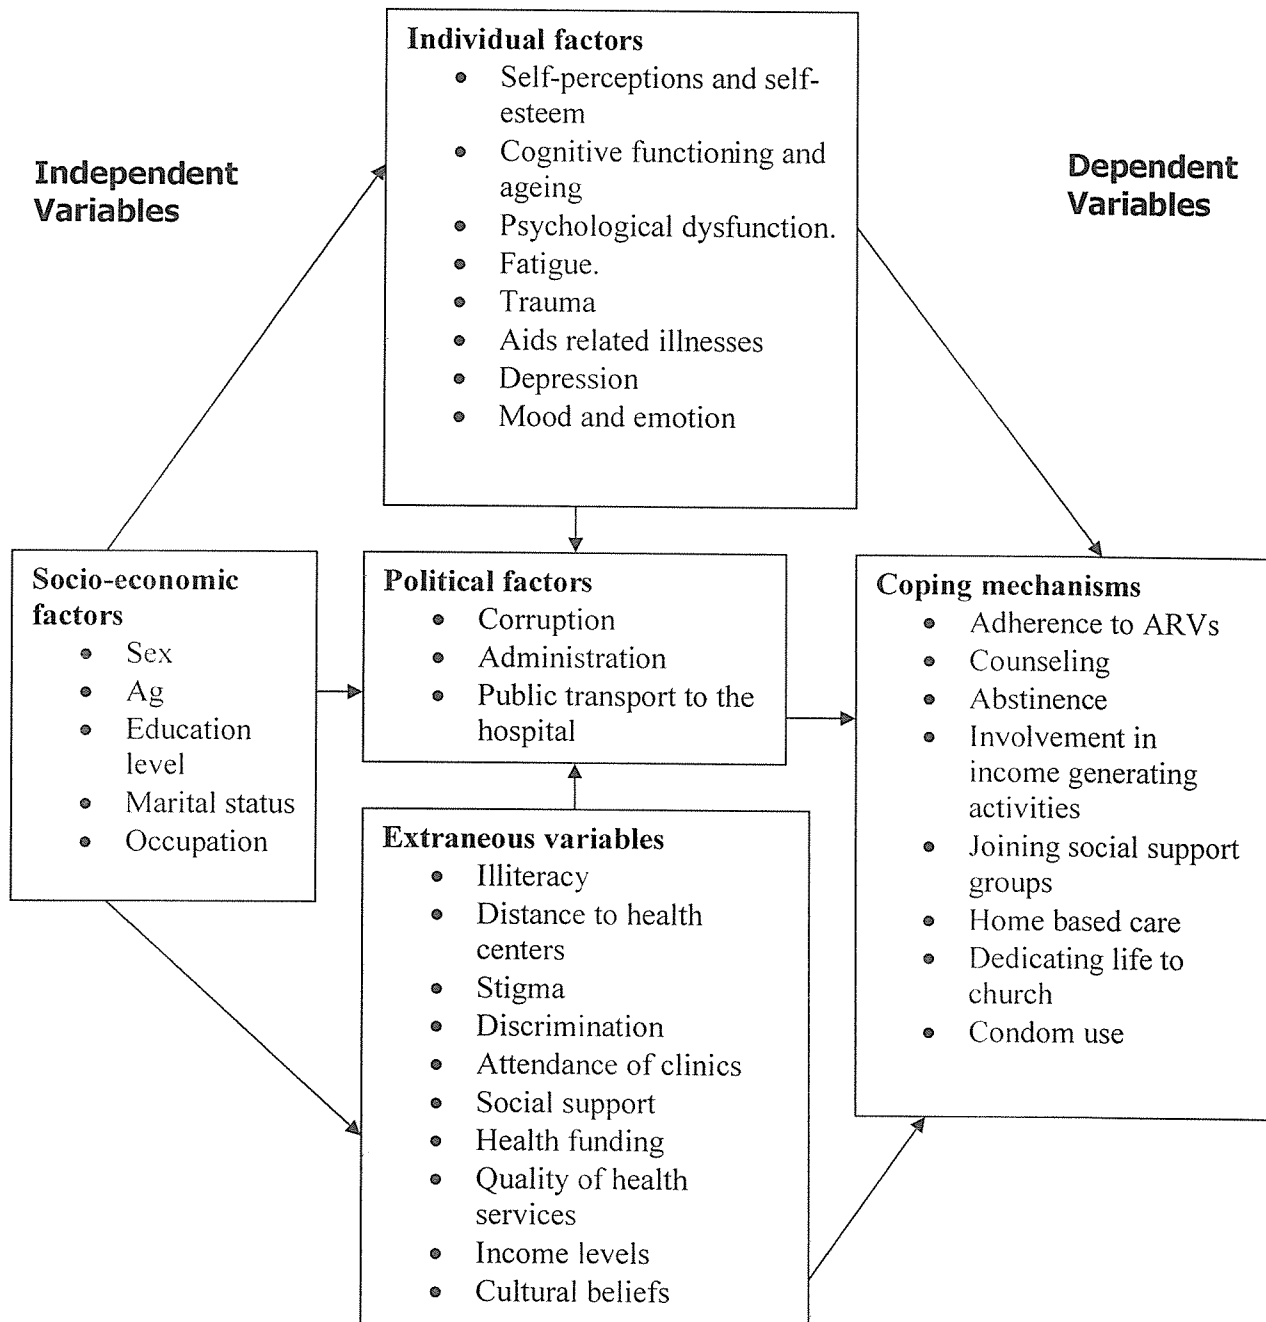 Individual factors
Self-perceptions and self-
esteem
Cognitive functioning and
ageing
Psychological dysfunction.
Fatigue.
Trauma
Aids related illnesses
Depression
Mood and emotion
Independent
Variables
Dependent
Variables
Socio-economic
factors
Sex
Ag
Education
level
Marital status
Occupation
Political factors
Corruption
Administration
Public transport to the
hospital
Extraneous variables
Illiteracy
Distance to health
centers
Stigma
Discrimination
Attendance of clinics
Social support
Health funding
Quality of health
services
Income levels
Cultural beliefs
Coping mechanisms
Adherence to ARVs
Counseling
Abstinence
Involvement in
income generating
activities
Joining social support
groups
Home based care
Dedicating life to
church
Condom use